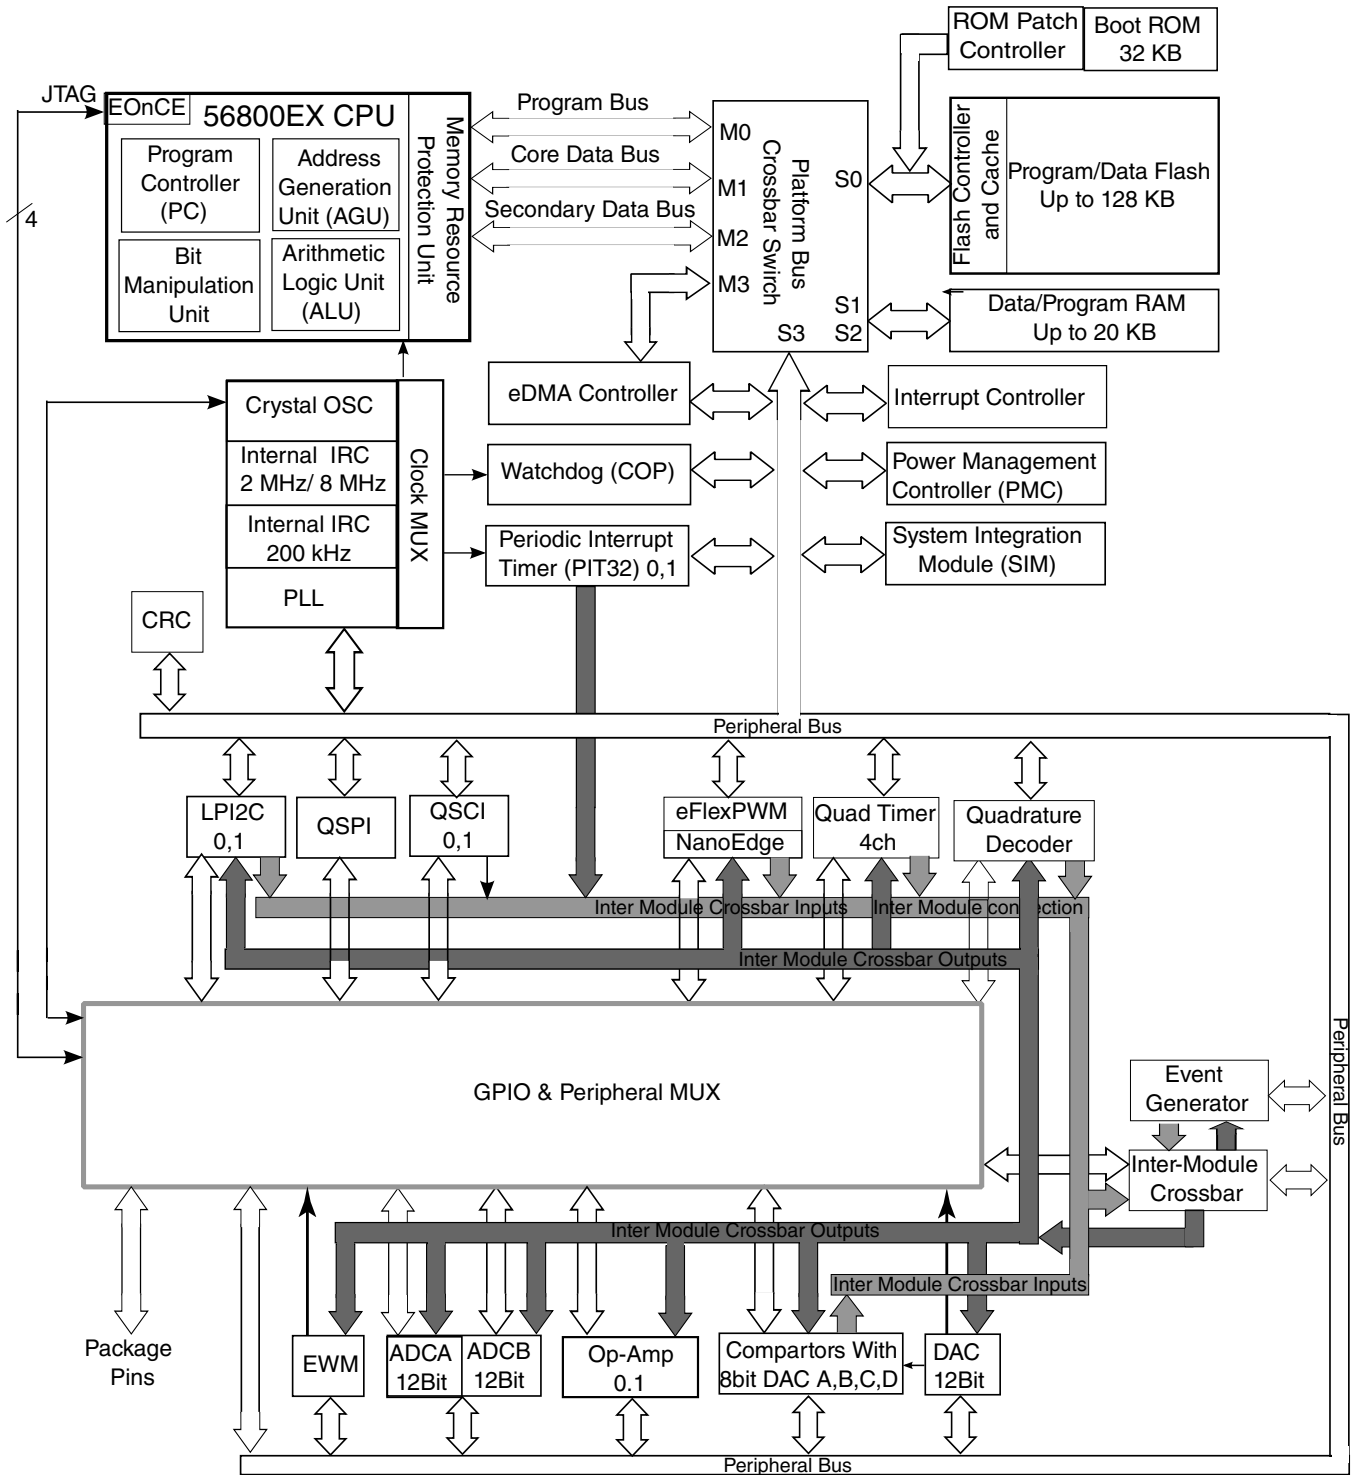 ROM Patch
Controller
Boot ROM
32 KB
JTAG
EOnCE
56800EX CPU
Program
Controller
(PC)
Address
Generation
Unit (AGU)
Bit
Manipulation
Unit
Arithmetic
Logic Unit
(ALU)
Memory Resource
Protection Unit
Program Bus
Core Data Bus
Secondary Data Bus
M0
M1
M2
M3
Platform Bus
Crossbar Swirch
S0
S1
S2
S3
Flash Controller
and Cache
Program/Data Flash
Up to 128 KB
Data/Program RAM
Up to 20 KB
4
Crystal OSC
Internal IRC
2 MHz/ 8 MHz
Internal IRC
200 kHz
PLL
Clock MUX
eDMA Controller
Watchdog (COP)
Periodic Interrupt
Timer (PIT32) 0,1
Interrupt Controller
Power Management
Controller (PMC)
System Integration
Module (SIM)
CRC
Peripheral Bus
LPI2C
0,1
QSPI
QSCI
0,1
eFlexPWM
NanoEdge
Quad Timer
4ch
Quadrature
Decoder
Inter Module Crossbar Inputs
Inter Module connection
Inter Module Crossbar Outputs
GPIO & Peripheral MUX
Peripheral Bus
Event
Generator
Inter-Module
Crossbar
Inter Module Crossbar Outputs
Inter Module Crossbar Inputs
Package
Pins
EWM
ADCA
12Bit
ADCB
12Bit
Op-Amp
0.1
Compartors With
8bit DAC A,B,C,D
DAC
12Bit
Peripheral Bus